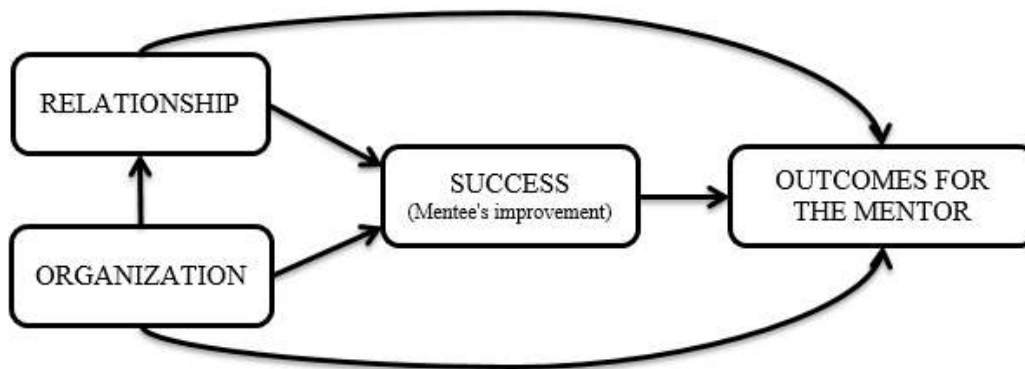 RELATIONSHIP
ORGANIZATION
SUCCESS
(Mentee's improvement)
OUTCOMES FOR
THE MENTOR